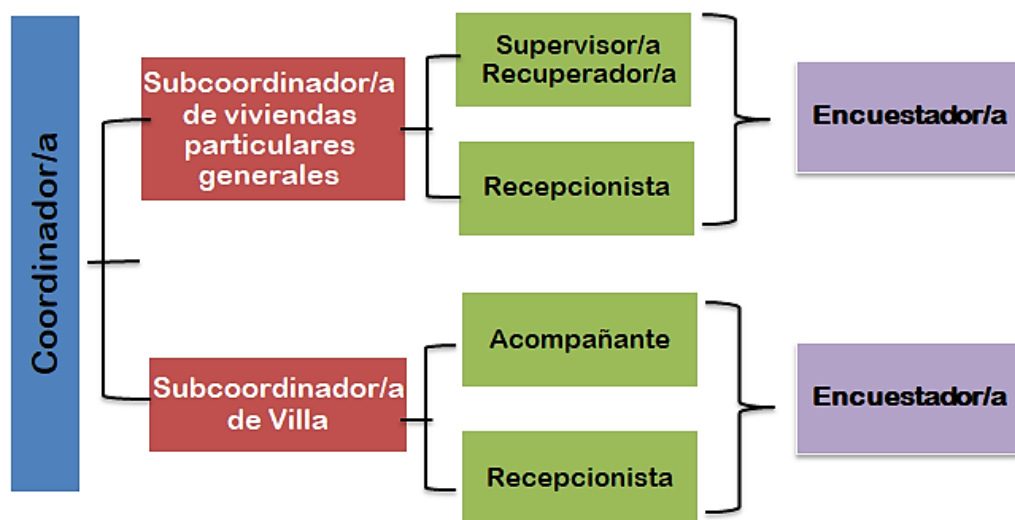 Coordinador/a
Subcoordinador/a
de viviendas
particulares
generales
Supervisor/a
Recuperador/a
Recepcionista
Encuestador/a
Subcoordinador/a
de Villa
Acompañante
Recepcionista
Encuestador/a